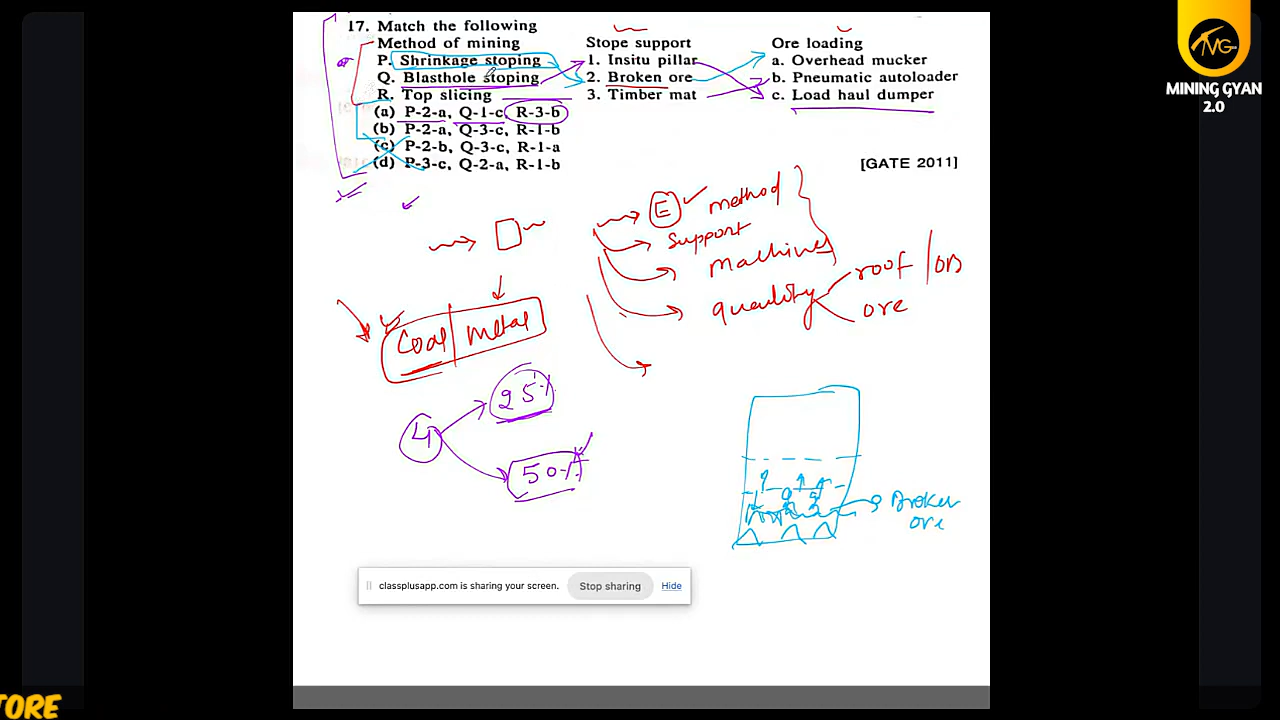 17. Match the following
Method of mining Stope support Ore loading
P. Shrinkage stoping 1. Insitu pillar a. Overhead mucker
Q. Blasthole stoping 2. Broken ore b. Pneumatic autoloader
R. Top slicing 3. Timber mat c. Load haul dumper
(a) P-2-a, Q-1-c, R-3-b
(b) P-2-a, Q-3-c, R-1-b
(c) P-2-b, Q-3-c, R-1-a
(d) P-3-c, Q-2-a, R-1-b
[GATE 2011]
TVG
MINING GYAN
2.0
E method
support
machines
quality roof / OB
ore
Coal metal
4 25%
50%
Broken
ore
classplusapp.com is sharing your screen. Stop sharing Hide
TORE